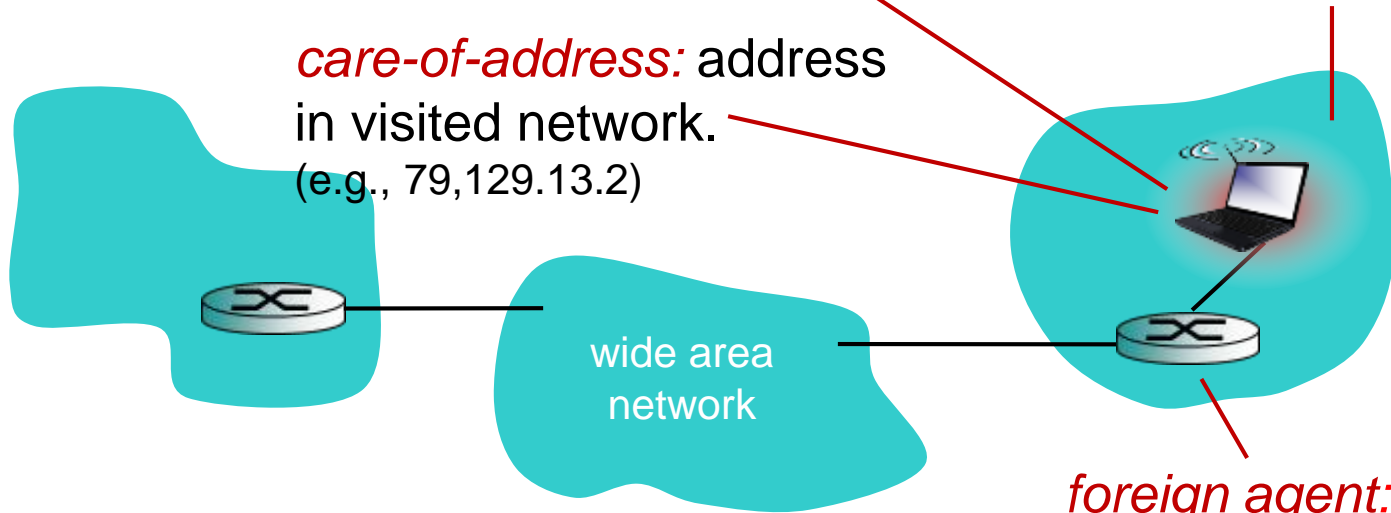 care-of-address: address
in visited network.
(e.g., 79,129.13.2)
wide area
network
foreign agent: